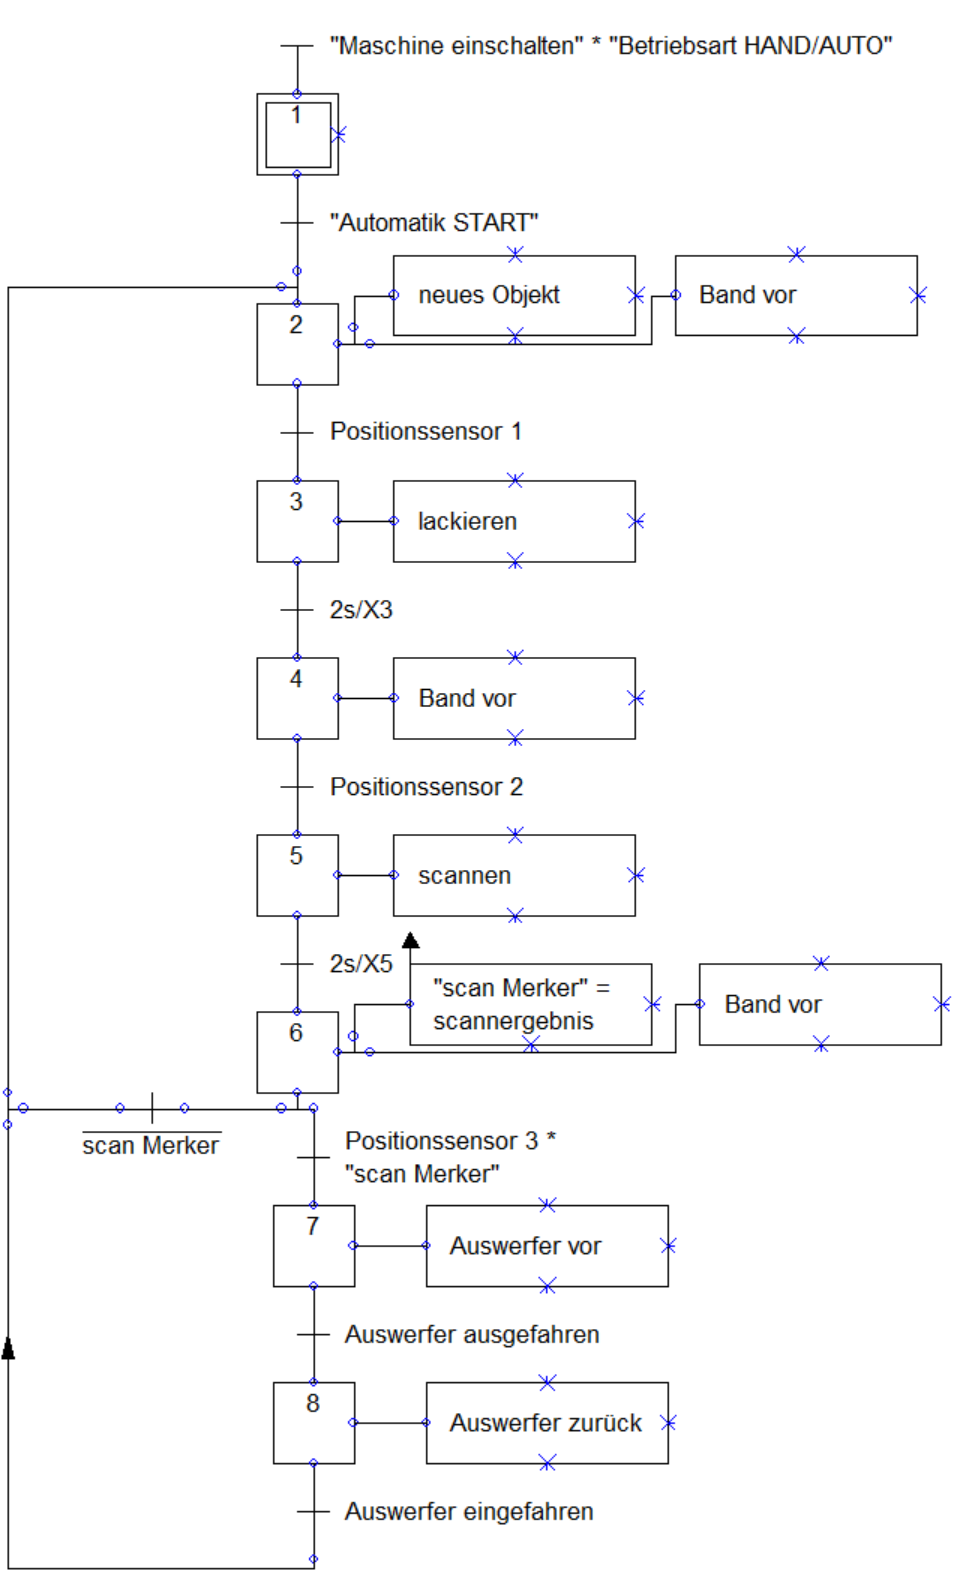 "Maschine einschalten" * "Betriebsart HAND/AUTO"
1
"Automatik START"
neues Objekt
Band vor
2
Positionssensor 1
3
lackieren
2s/X3
4
Band vor
Positionssensor 2
5
scannen
2s/X5
"scan Merker" =
scannergebnis
Band vor
6
scan Merker
Positionssensor 3 *
"scan Merker"
7
Auswerfer vor
Auswerfer ausgefahren
8
Auswerfer zurück
Auswerfer eingefahren